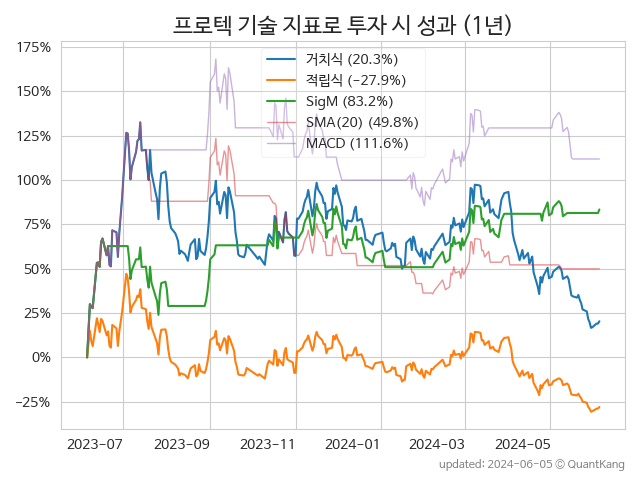 프로텍 기술 지표로 투자 시 성과 (1년)
175%
150%
125%
100%
75%
50%
25%
0%
−25%
거치식 (20.3%)
적립식 (-27.9%)
SigM (83.2%)
SMA(20) (49.8%)
MACD (111.6%)
2023-07
2023-09
2023-11
2024-01
2024-03
2024-05
updated: 2024-06-05 ⓒ QuantKang